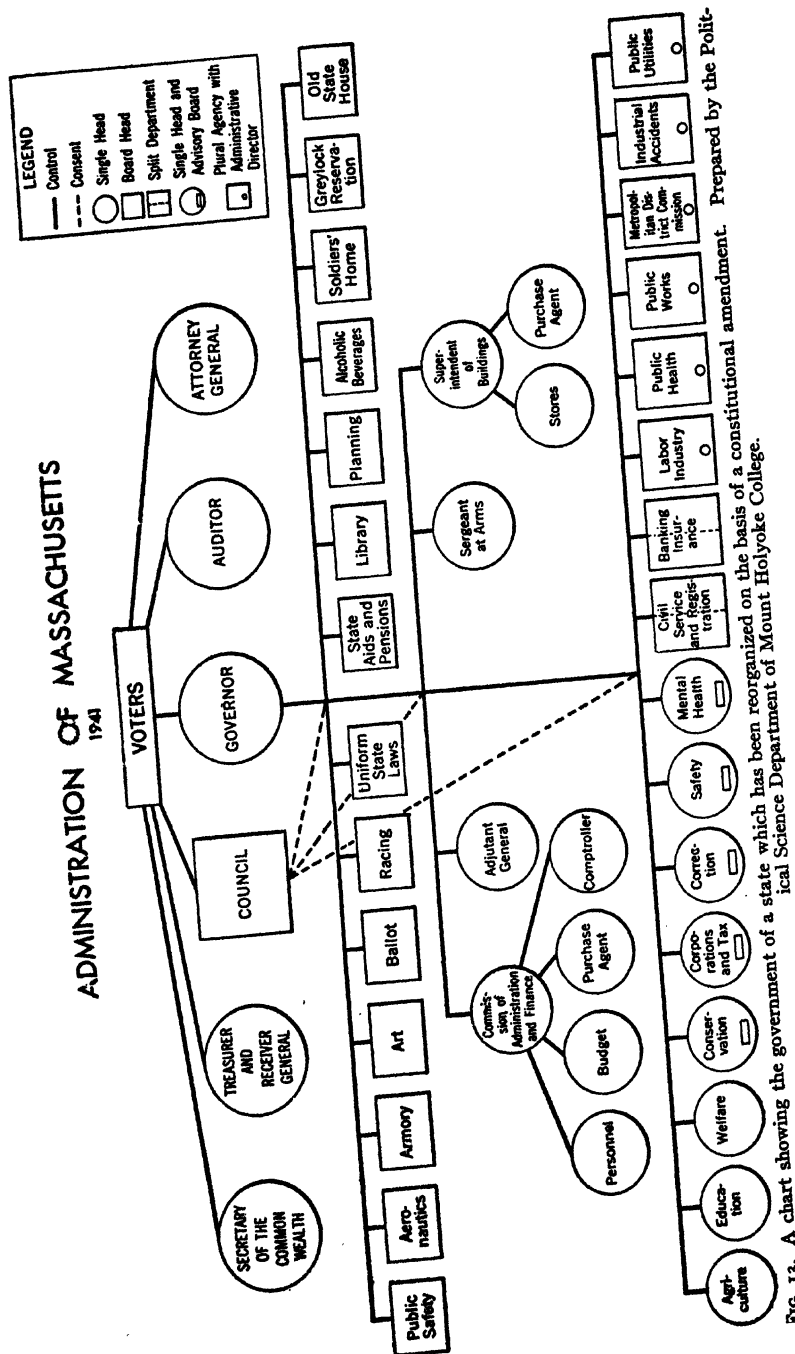 ADMINISTRATION OF MASSACHUSETTS
1941
LEGEND
Control
Consent
Single Head
Board Head
Split Department
Single Head and
Advisory Board
Plural Agency with
Administrative
Director
VOTERS
SECRETARY
OF THE
COMMON
WEALTH
TREASURER
AND
RECEIVER
GENERAL
COUNCIL
GOVERNOR
AUDITOR
ATTORNEY
GENERAL
Public
Safety
Aero-
nautics
Armory
Art
Ballot
Racing
Uniform
State
Laws
State
Aids and
Pensions
Library
Planning
Alcoholic
Beverages
Soldiers'
Home
Greylock
Reserva-
tion
Old
State
House
Commis-
sion of
Administration
and Finance
Adjutant
General
Sergeant
at Arms
Super-
intendent
of
Buildings
Personnel
Budget
Purchase
Agent
Comptroller
Stores
Purchase
Agent
Agri-
culture
Educa-
tion
Welfare
Conser-
vation
Corpo-
rations
and Tax
Correc-
tion
Safety
Mental
Health
Civil
Service
and Regis-
tration
Banking
Insur-
ance
Labor
Industry
Public
Health
Public
Works
Metropol-
itan Dis-
trict Com-
mission
Industrial
Accidents
Public
Utilities
FIG. 13. A chart showing the government of a state which has been reorganized on the basis of a constitutional amendment. Prepared by the Polit-
ical Science Department of Mount Holyoke College.